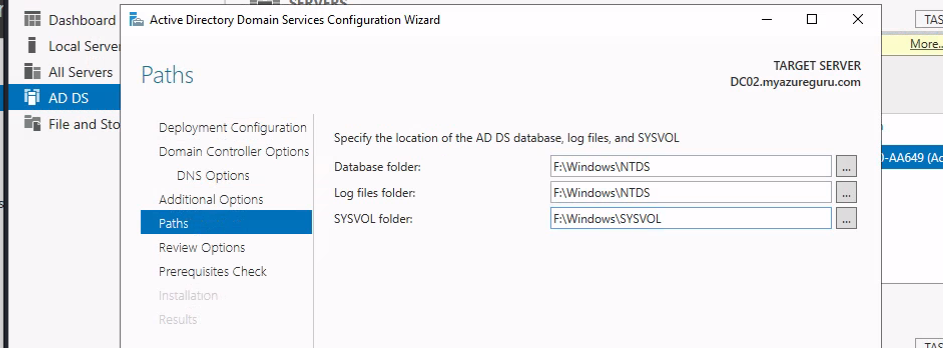 SERVERS
Dashboard
Local Serve
All Servers
AD DS
File and Sto
Active Directory Domain Services Configuration Wizard
TAS
More..
Paths
TARGET SERVER
DC02.myazureguru.com
Deployment Configuration
Domain Controller Options
DNS Options
Additional Options
Paths
Review Options
Prerequisites Check
Installation
Results
Specify the location of the AD DS database, log files, and SYSVOL
Database folder: F:\Windows\NTDS ...
Log files folder: F:\Windows\NTDS ...
SYSVOL folder: F:\Windows\SYSVOL ...
0-AA649 (Ac
TAS